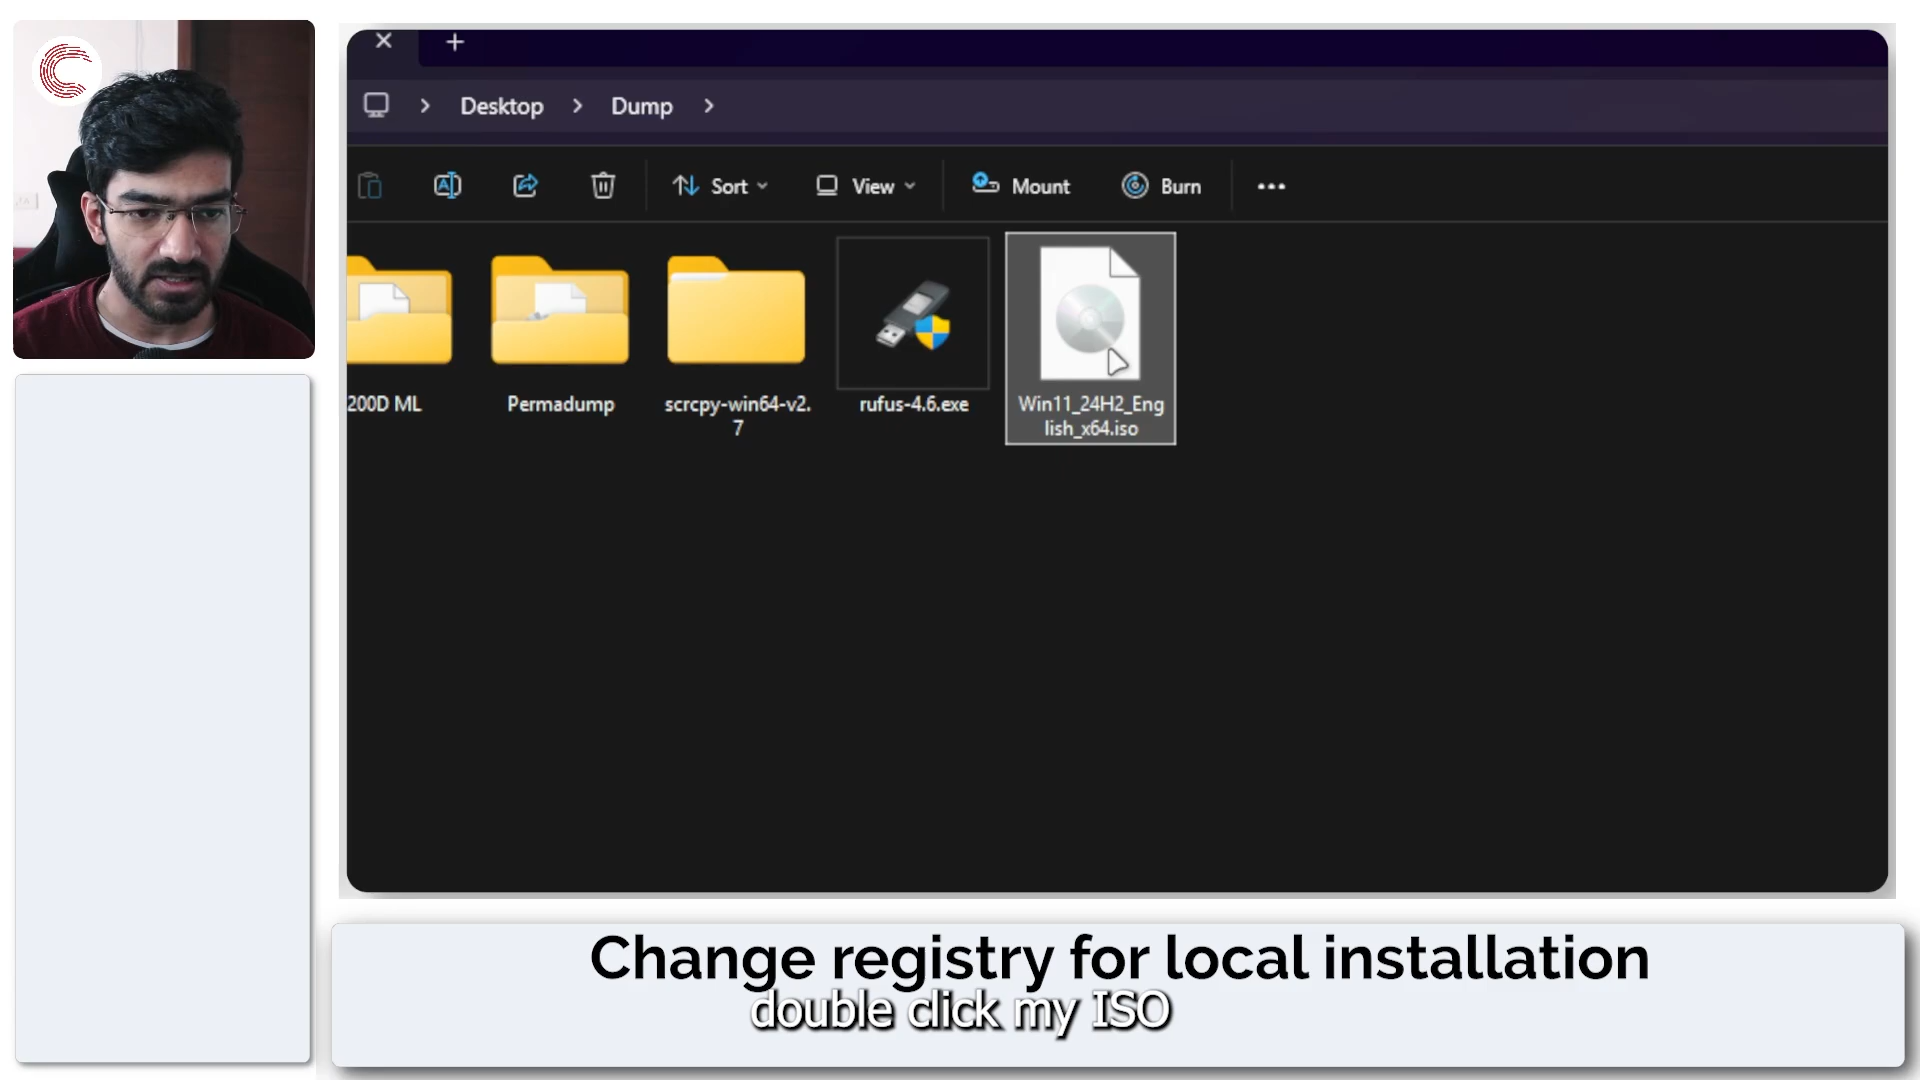 Desktop
Dump
Sort
View
Mount
Burn
200D ML
Permadump
scrcpy-win64-v2.
7
rufus-4.6.exe
Win11_24H2_Eng
lish_x64.iso
Change registry for local installation
double click my ISO